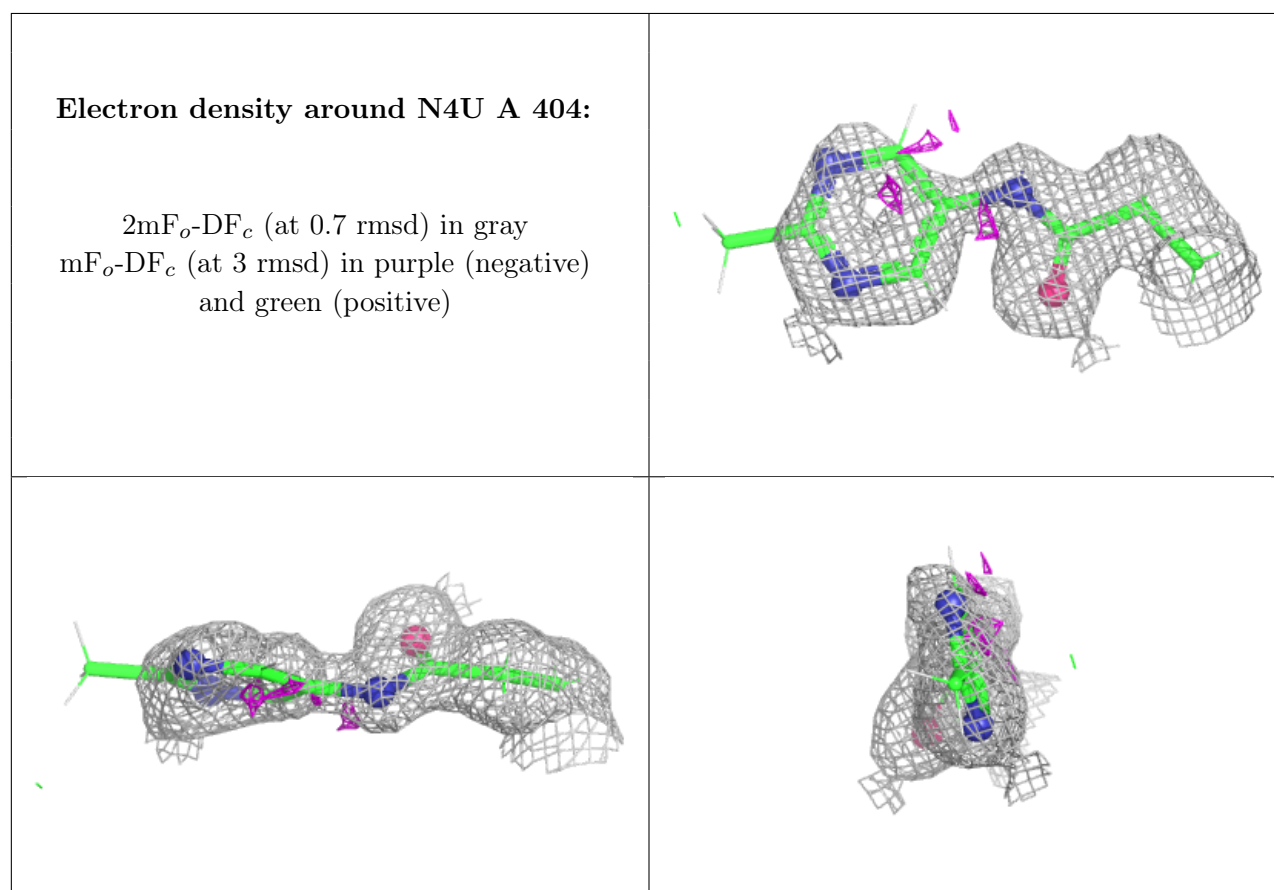 Electron density around N4U A 404:
2mFₒ-DF𝒸 (at 0.7 rmsd) in gray
mFₒ-DF𝒸 (at 3 rmsd) in purple (negative)
and green (positive)